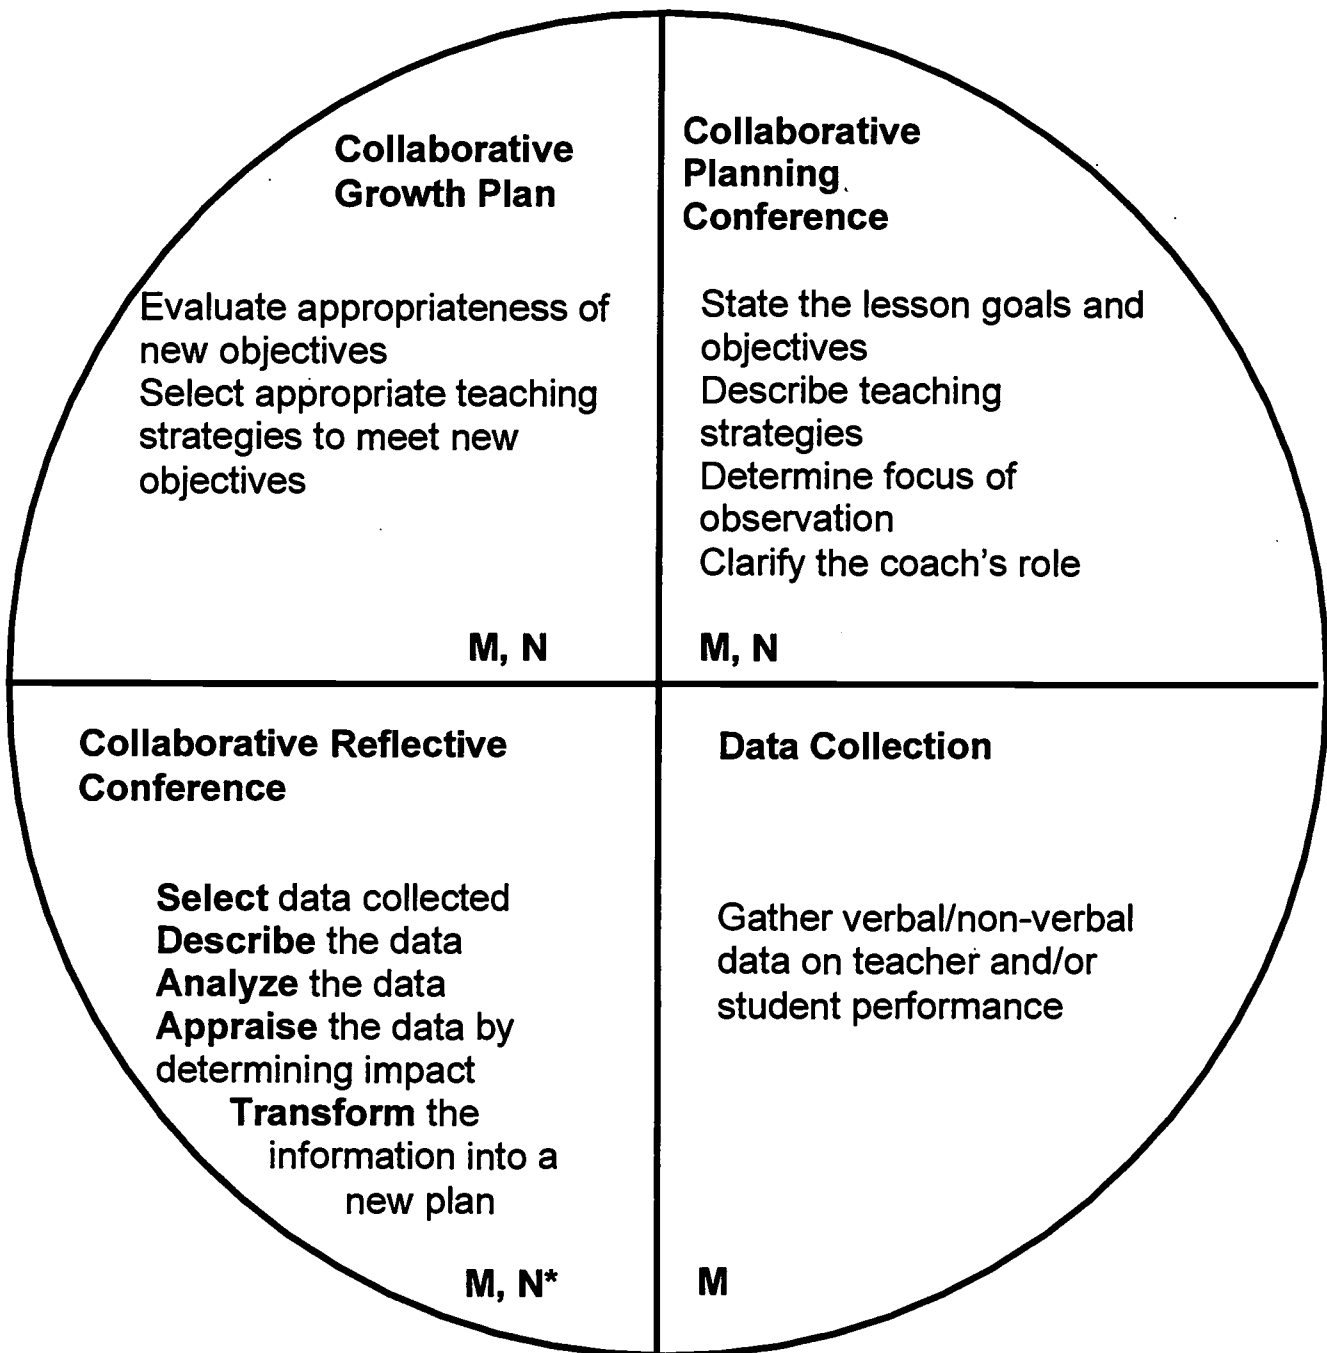 Collaborative
Growth Plan
Evaluate appropriateness of
new objectives
Select appropriate teaching
strategies to meet new
objectives
M, N
Collaborative
Planning
Conference
State the lesson goals and
objectives
Describe teaching
strategies
Determine focus of
observation
Clarify the coach's role
M, N
Collaborative Reflective
Conference
Select data collected
Describe the data
Analyze the data
Appraise the data by
determining impact
Transform the
information into a
new plan
M, N*
Data Collection
Gather verbal/non-verbal
data on teacher and/or
student performance
M